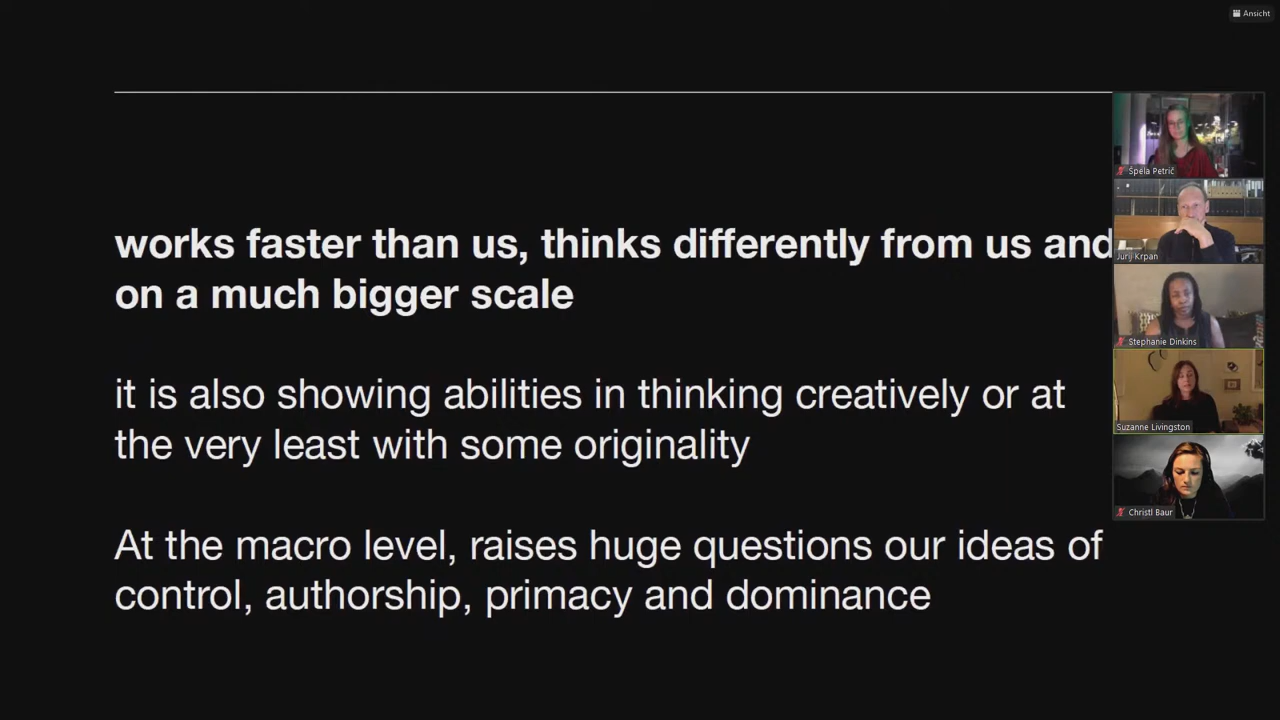 Ansicht
works faster than us, thinks differently from us and
on a much bigger scale
it is also showing abilities in thinking creatively or at
the very least with some originality
At the macro level, raises huge questions our ideas of
control, authorship, primacy and dominance
Špela Petrič
Jurij Krpan
Stephanie Dinkins
Suzanne Livingston
Christl Baur